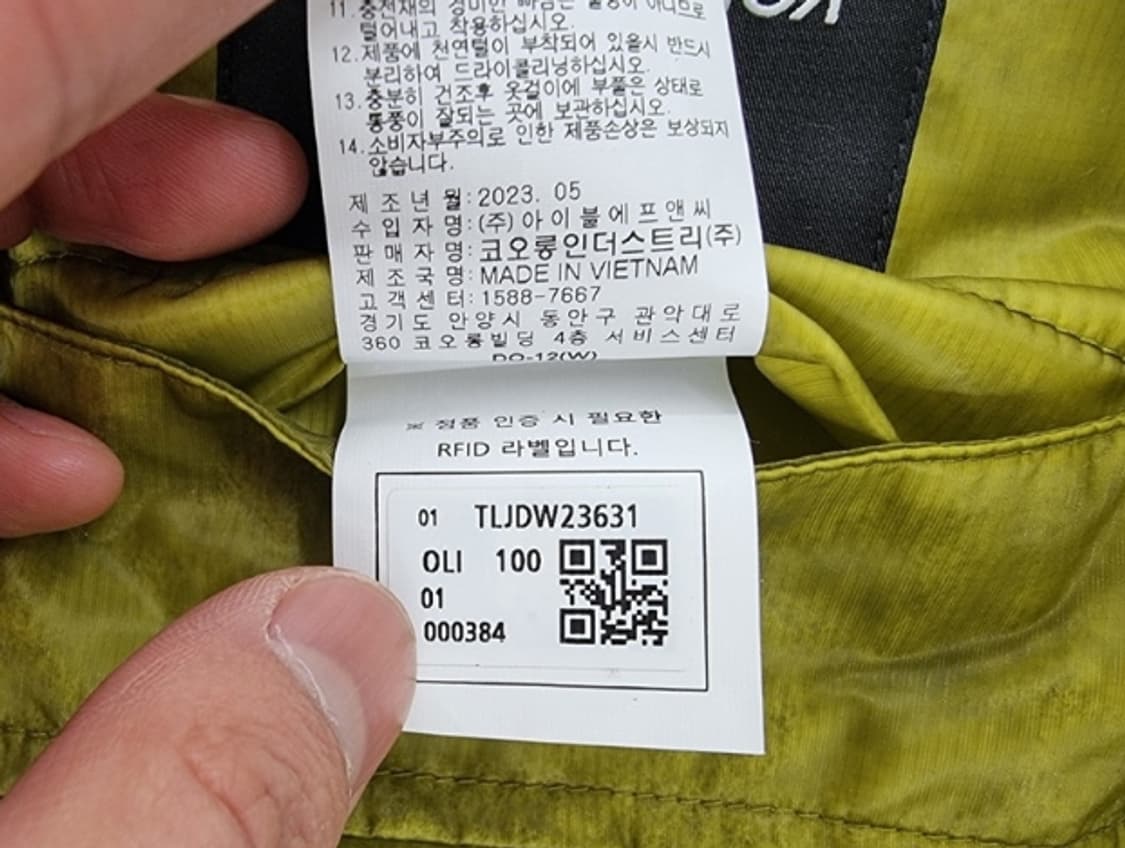 11.충전재의 경미한 빠짐은 불량이 아니므로
털어내고 착용하십시오.
12.제품에 천연털이 부착되어 있을시 반드시
분리하여 드라이클리닝하십시오.
13.충분히 건조후 옷걸이에 부풀은 상태로
통풍이 잘되는 곳에 보관하십시오.
14.소비자부주의로 인한 제품손상은 보상되지
않습니다.
제 조 년 월:2023. 05
수 입 자 명:(주)아이볼에프앤씨
판 매 자 명:코오롱인더스트리(주)
제 조 국 명:MADE IN VIETNAM
고 객 센 터:1588-7667
경기도 안양시 동안구 관악대로
360 코오롱빌딩 4층 서비스센터
DO-12(W)
※ 정품 인증 시 필요한
RFID 라벨입니다.
01 TLJDW23631
OLI 100
01
000384